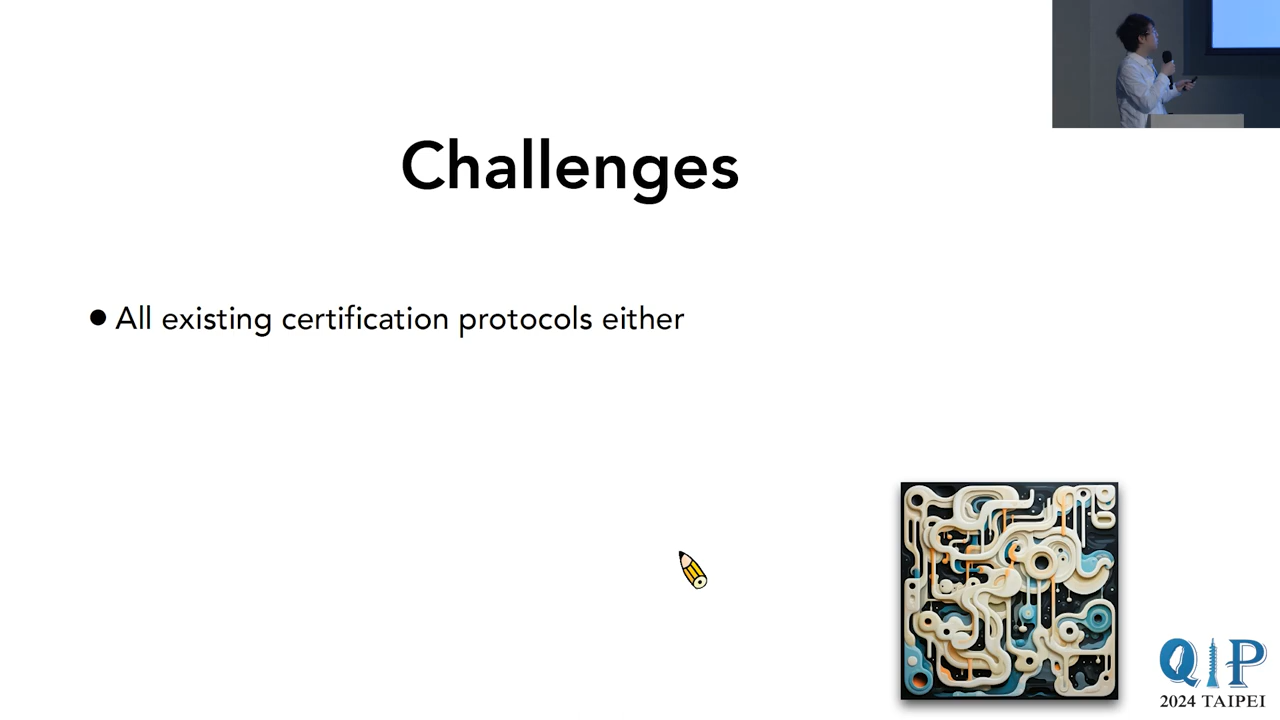 Challenges
• All existing certification protocols either
QIP
2024 TAIPEI